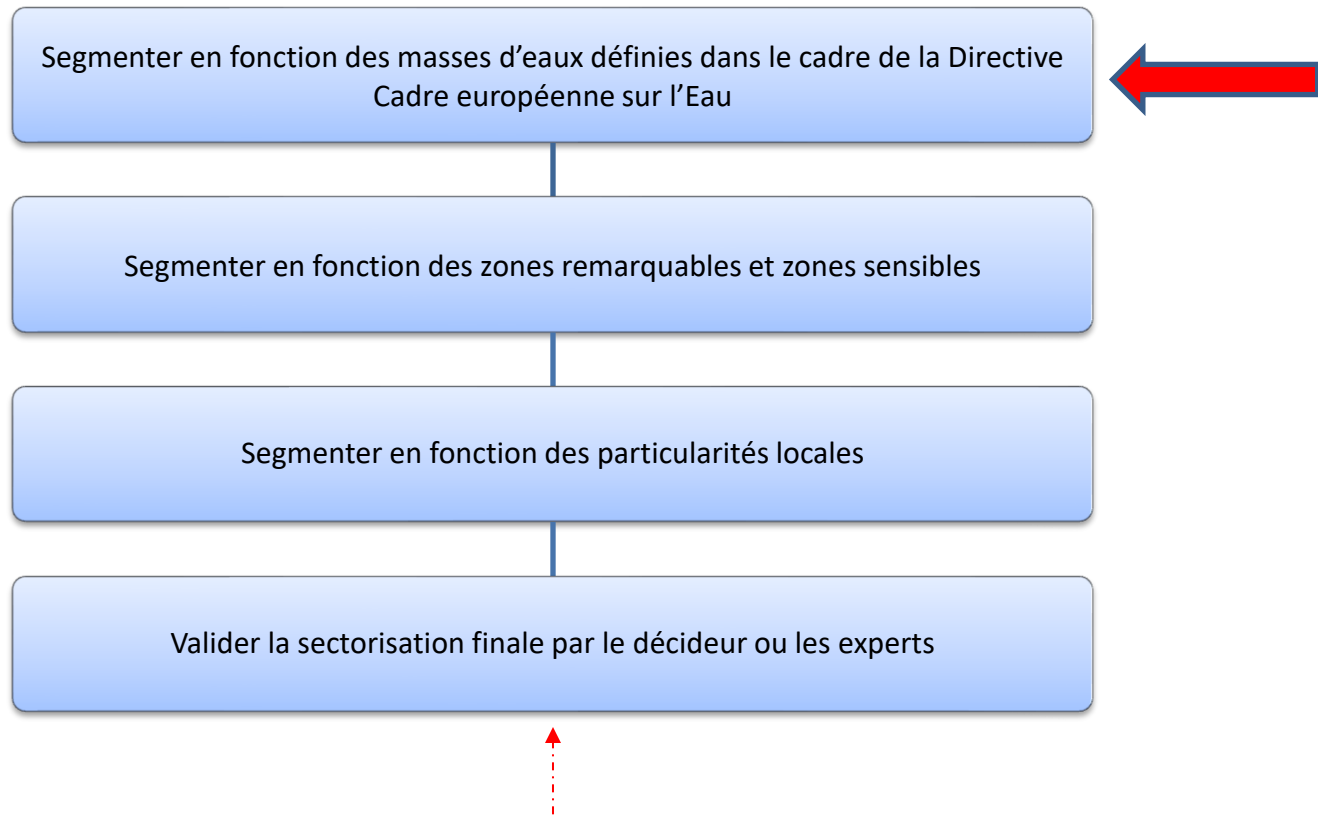 Segmenter en fonction des masses d’eaux définies dans le cadre de la Directive
Cadre européenne sur l’Eau
Segmenter en fonction des zones remarquables et zones sensibles
Segmenter en fonction des particularités locales
Valider la sectorisation finale par le décideur ou les experts